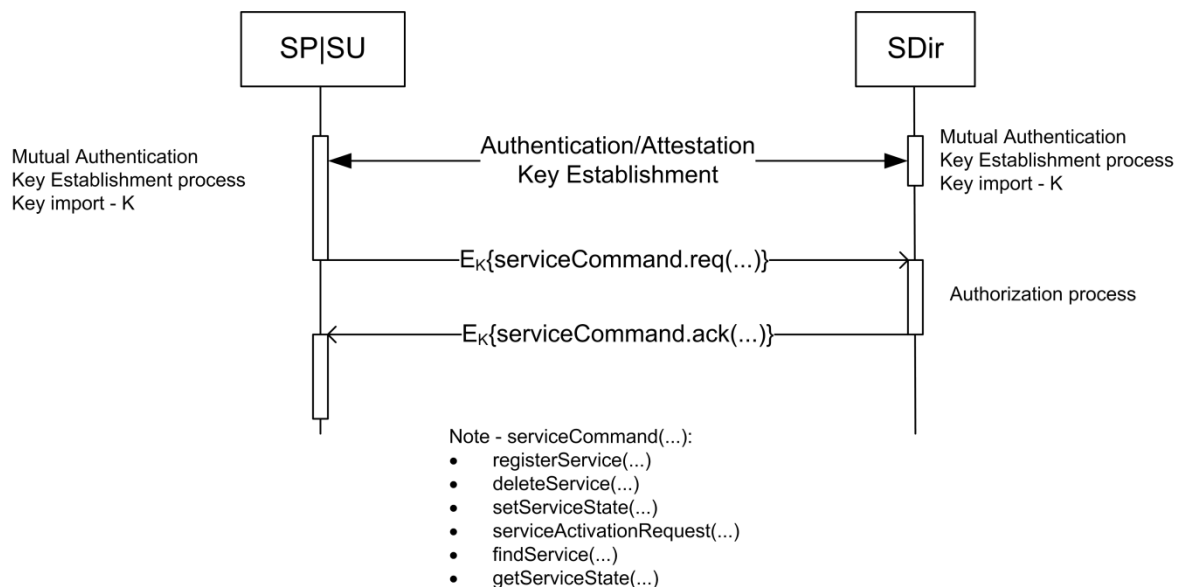 SP|SU
SDir
Mutual Authentication
Key Establishment process
Key import - K
Authentication/Attestation
Key Establishment
Mutual Authentication
Key Establishment process
Key import - K
EK{serviceCommand.req(...)}
Authorization process
EK{serviceCommand.ack(...)}
Note - serviceCommand(...):
• registerService(...)
• deleteService(...)
• setServiceState(...)
• serviceActivationRequest(...)
• findService(...)
• getServiceState(...)